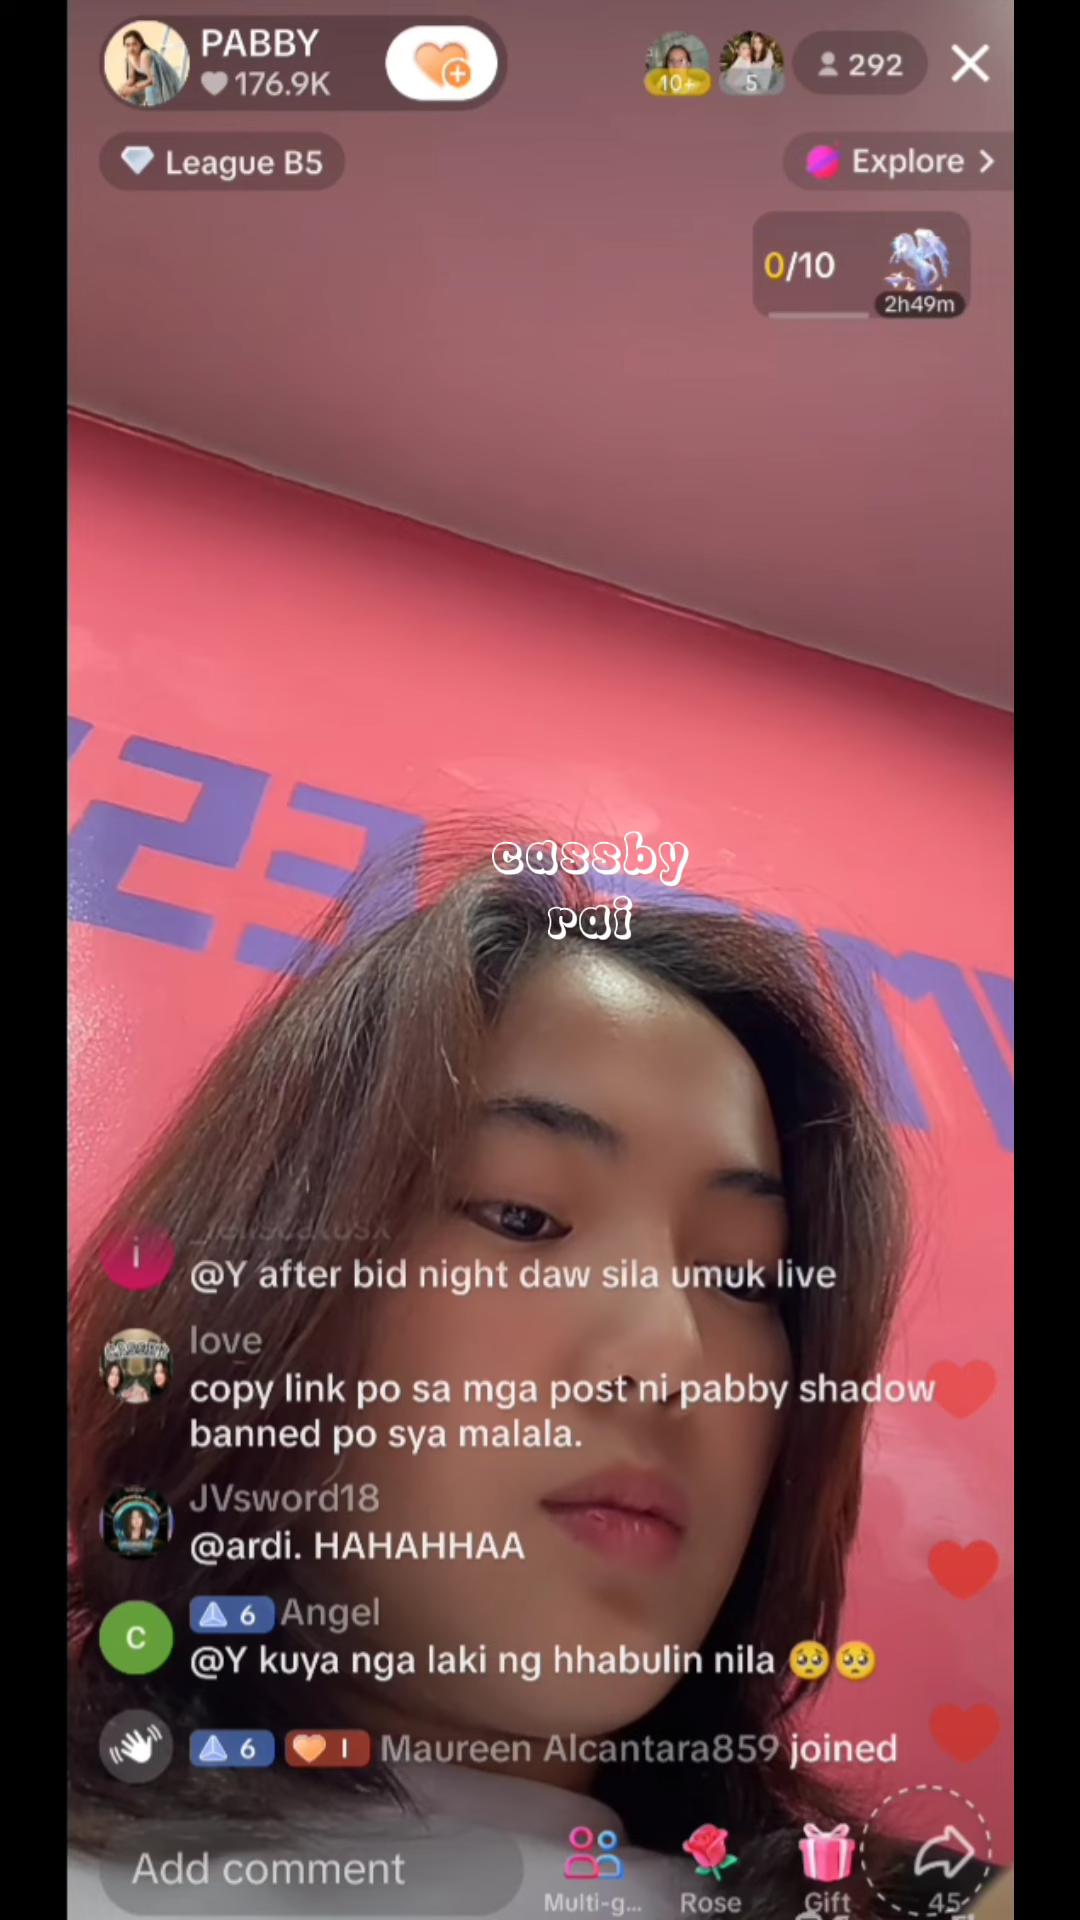 PABBY
176.9K
10+
5
292
League B5
Explore >
0/10
2h49m
cassby
rai
i
@Y after bid night daw sila umuk live
love
copy link po sa mga post ni pabby shadow
banned po sya malala.
JVsword18
@ardi. HAHAHHAA
C
6 Angel
@Y kuya nga laki ng hhabulin nila 🥺🥺
6 I Maureen Alcantara859 joined
Add comment
Multi-g...
Rose
Gift
45